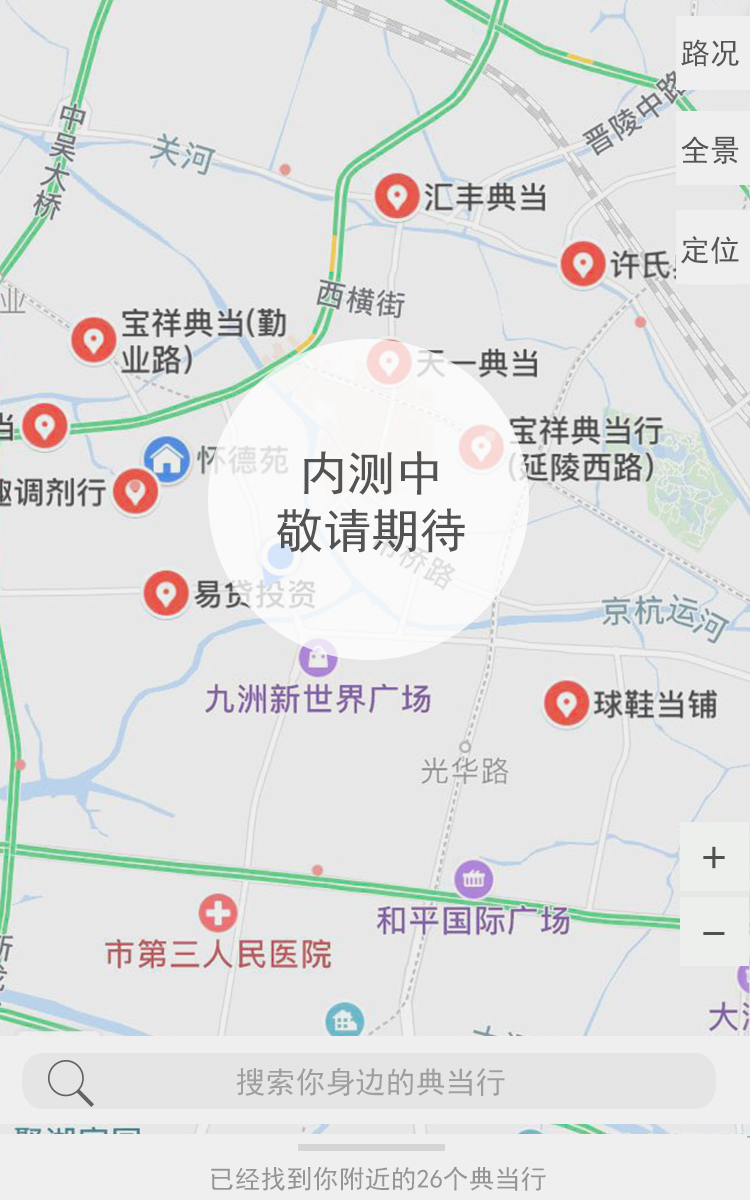 路况
中吴大桥
晋陵中路
关河
全景
汇丰典当
定位
许氏
西横街
业
宝祥典当(勤
业路)
天一典当
当
宝祥典当行
(延陵西路)
怀德苑
内测中
调剂行
敬请期待
桥路
易贷投资
京杭运河
九洲新世界广场
球鞋当铺
光华路
+
和平国际广场
−
市第三人民医院
大
搜索你身边的典当行
已经找到你附近的26个典当行